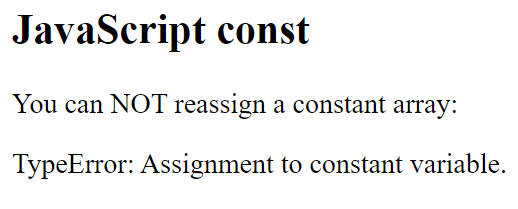 JavaScript const
You can NOT reassign a constant array:
TypeError: Assignment to constant variable.